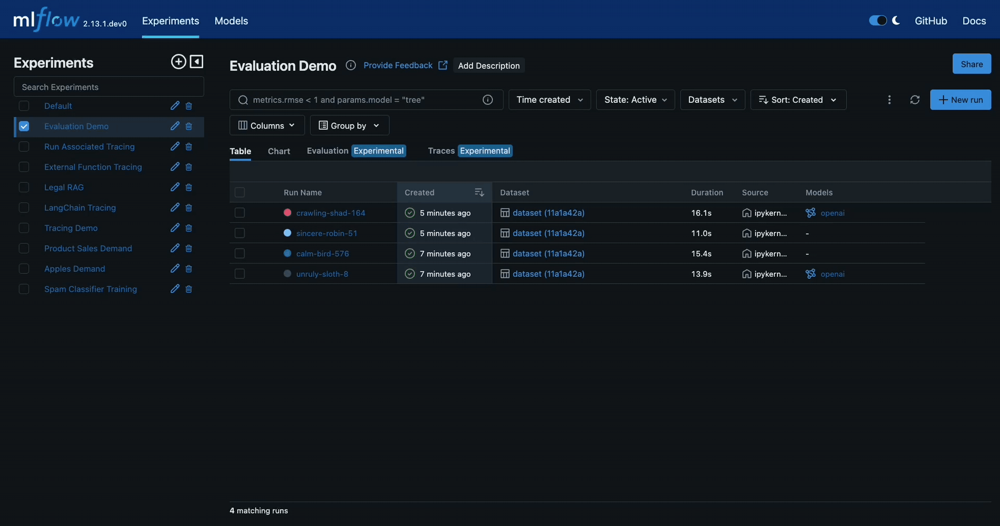 mlflow 2.13.1.dev0 Experiments Models GitHub Docs
Experiments
Search Experiments
Default
Evaluation Demo
Run Associated Tracing
External Function Tracing
Legal RAG
LangChain Tracing
Tracing Demo
Product Sales Demand
Apples Demand
Spam Classifier Training
Evaluation Demo Provide Feedback Add Description Share
metrics.rmse < 1 and params.model = "tree" Time created State: Active Datasets Sort: Created New run
Columns Group by
Table Chart Evaluation Experimental Traces Experimental
Run Name Created Dataset Duration Source Models
crawling-shad-164 5 minutes ago dataset (11a1a42a) 16.1s ipykern... openai
sincere-robin-51 5 minutes ago dataset (11a1a42a) 11.0s ipykern... -
calm-bird-576 7 minutes ago dataset (11a1a42a) 15.4s ipykern... -
unruly-sloth-8 7 minutes ago dataset (11a1a42a) 13.9s ipykern... openai
4 matching runs